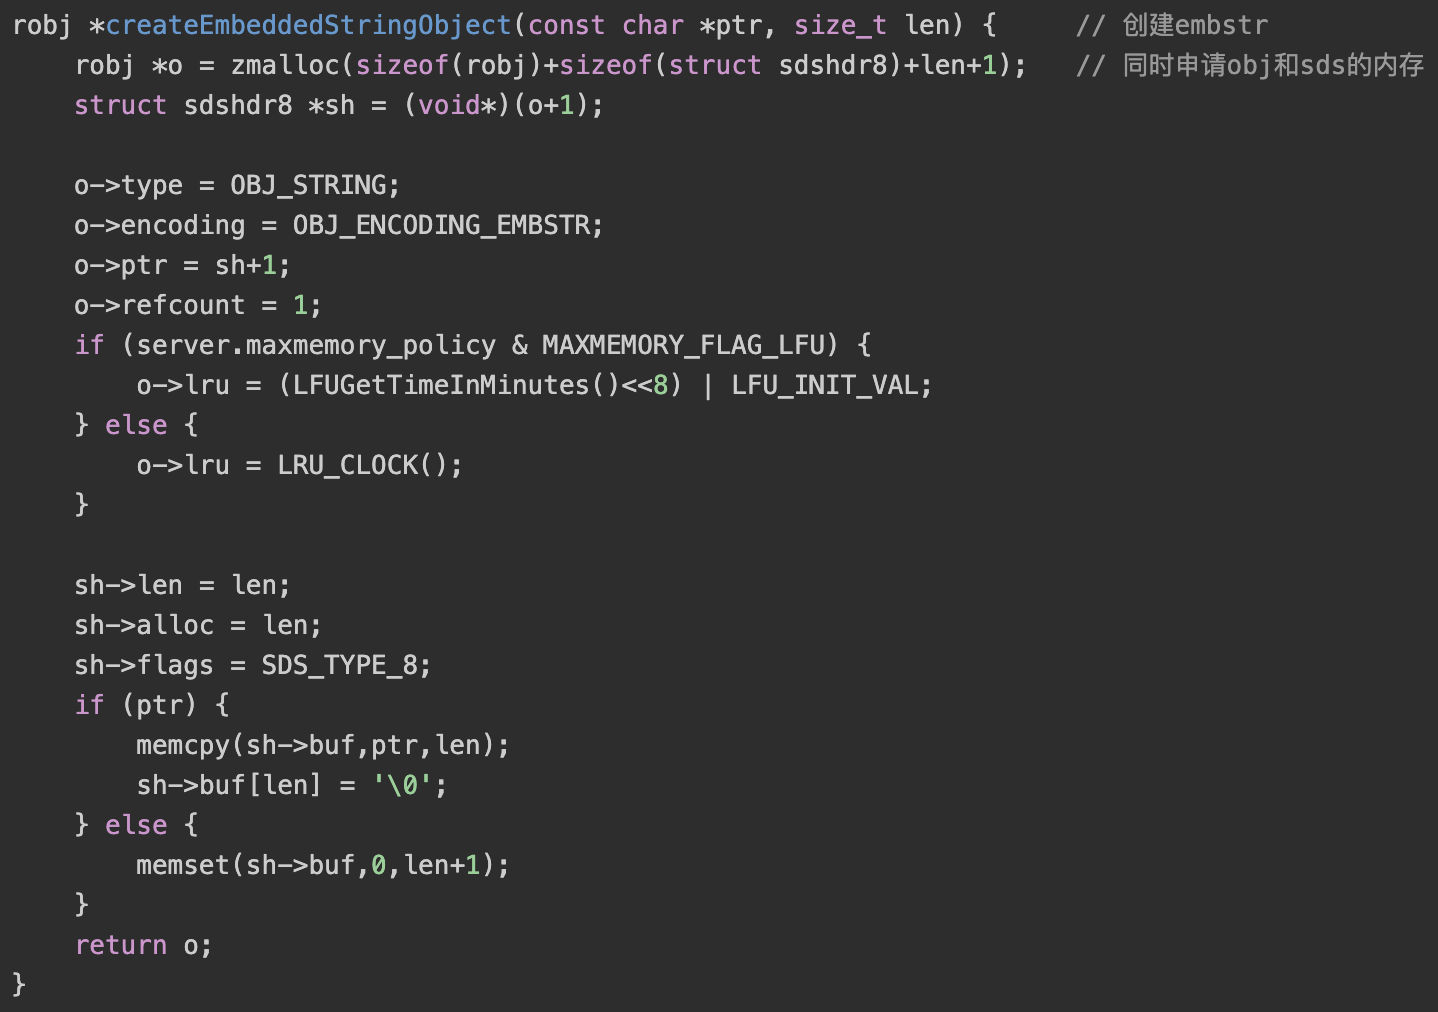 robj *createEmbeddedStringObject(const char *ptr, size_t len) {     // 创建embstr
    robj *o = zmalloc(sizeof(robj)+sizeof(struct sdshdr8)+len+1);   // 同时申请obj和sds的内存
    struct sdshdr8 *sh = (void*)(o+1);

    o->type = OBJ_STRING;
    o->encoding = OBJ_ENCODING_EMBSTR;
    o->ptr = sh+1;
    o->refcount = 1;
    if (server.maxmemory_policy & MAXMEMORY_FLAG_LFU) {
        o->lru = (LFUGetTimeInMinutes()<<8) | LFU_INIT_VAL;
    } else {
        o->lru = LRU_CLOCK();
    }

    sh->len = len;
    sh->alloc = len;
    sh->flags = SDS_TYPE_8;
    if (ptr) {
        memcpy(sh->buf,ptr,len);
        sh->buf[len] = '\0';
    } else {
        memset(sh->buf,0,len+1);
    }
    return o;
}